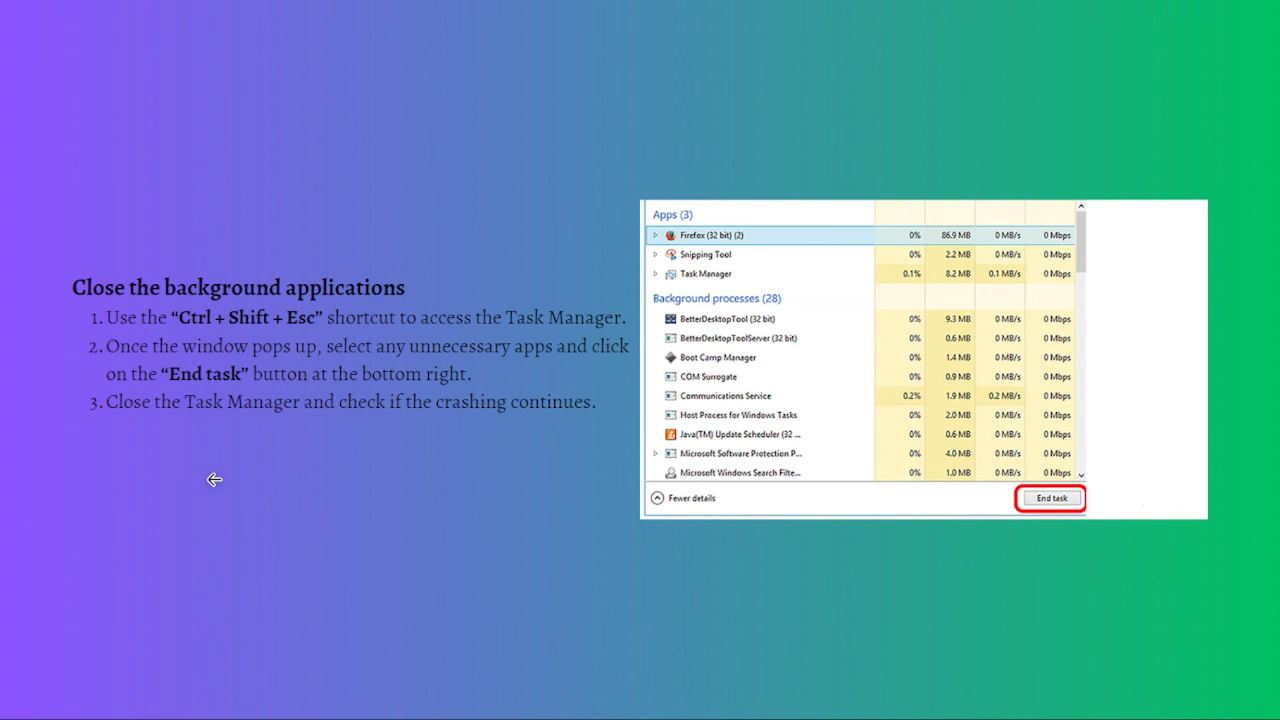 Close the background applications
1. Use the “Ctrl + Shift + Esc” shortcut to access the Task Manager.
2. Once the window pops up, select any unnecessary apps and click
on the “End task” button at the bottom right.
3. Close the Task Manager and check if the crashing continues.
Apps (3)
Firefox (32 bit) (2) 0% 86.9 MB 0 MB/s 0 Mbps
Snipping Tool 0% 2.2 MB 0 MB/s 0 Mbps
Task Manager 0.1% 8.2 MB 0.1 MB/s 0 Mbps
Background processes (28)
BetterDesktopTool (32 bit) 0% 9.3 MB 0 MB/s 0 Mbps
BetterDesktopToolServer (32 bit) 0% 0.6 MB 0 MB/s 0 Mbps
Boot Camp Manager 0% 1.4 MB 0 MB/s 0 Mbps
COM Surrogate 0% 0.9 MB 0 MB/s 0 Mbps
Communications Service 0.2% 1.9 MB 0.2 MB/s 0 Mbps
Host Process for Windows Tasks 0% 2.0 MB 0 MB/s 0 Mbps
Java(TM) Update Scheduler (32 ... 0% 0.6 MB 0 MB/s 0 Mbps
Microsoft Software Protection P... 0% 4.0 MB 0 MB/s 0 Mbps
Microsoft Windows Search Filte... 0% 1.0 MB 0 MB/s 0 Mbps
Fewer details End task